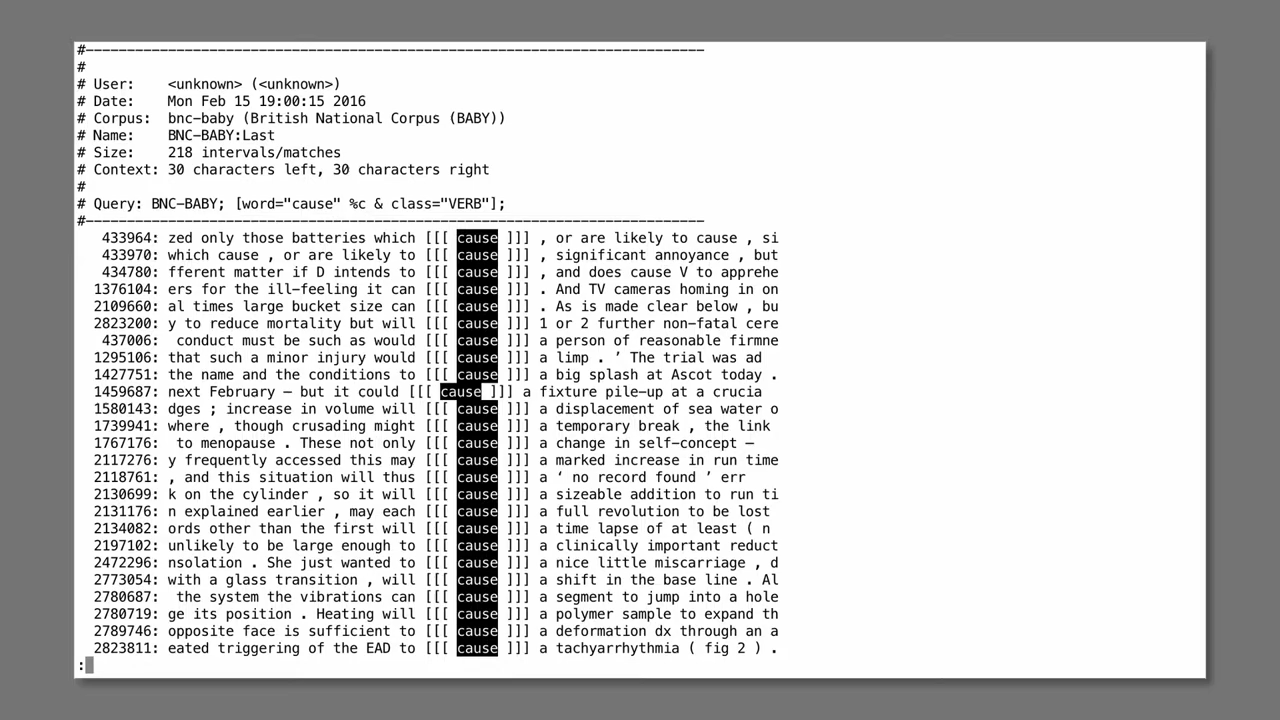 #---------------------------------------------------------------------------
#
# User:    <unknown> (<unknown>)
# Date:    Mon Feb 15 19:00:15 2016
# Corpus:  bnc-baby (British National Corpus (BABY))
# Name:    BNC-BABY:Last
# Size:    218 intervals/matches
# Context: 30 characters left, 30 characters right
#
# Query: BNC-BABY; [word="cause" %c & class="VERB"];
#---------------------------------------------------------------------------
433964: zed only those batteries which [[[ cause ]]] , or are likely to cause , si
433970: which cause , or are likely to [[[ cause ]]] , significant annoyance , but
434780: fferent matter if D intends to [[[ cause ]]] , and does cause V to apprehe
1376104: ers for the ill-feeling it can [[[ cause ]]] . And TV cameras homing in on
2109660: al times large bucket size can [[[ cause ]]] . As is made clear below , bu
2823200: y to reduce mortality but will [[[ cause ]]] 1 or 2 further non-fatal cere
437006:  conduct must be such as would [[[ cause ]]] a person of reasonable firmne
1295106: that such a minor injury would [[[ cause ]]] a limp . ’ The trial was ad
1427751: the name and the conditions to [[[ cause ]]] a big splash at Ascot today .
1459687: next February — but it could [[[ cause ]]] a fixture pile-up at a crucia
1580143: dges ; increase in volume will [[[ cause ]]] a displacement of sea water o
1739941: where , though crusading might [[[ cause ]]] a temporary break , the link
1767176:  to menopause . These not only [[[ cause ]]] a change in self-concept —
2117276: y frequently accessed this may [[[ cause ]]] a marked increase in run time
2118761: , and this situation will thus [[[ cause ]]] a ‘ no record found ’ err
2130699: k on the cylinder , so it will [[[ cause ]]] a sizeable addition to run ti
2131176: n explained earlier , may each [[[ cause ]]] a full revolution to be lost
2134082: ords other than the first will [[[ cause ]]] a time lapse of at least ( n
2197102: unlikely to be large enough to [[[ cause ]]] a clinically important reduct
2472296: nsolation . She just wanted to [[[ cause ]]] a nice little miscarriage , d
2773054: with a glass transition , will [[[ cause ]]] a shift in the base line . Al
2780687:  the system the vibrations can [[[ cause ]]] a segment to jump into a hole
2780719: ge its position . Heating will [[[ cause ]]] a polymer sample to expand th
2789746: opposite face is sufficient to [[[ cause ]]] a deformation dx through an a
2823811: eated triggering of the EAD to [[[ cause ]]] a tachyarrhythmia ( fig 2 ) .
: